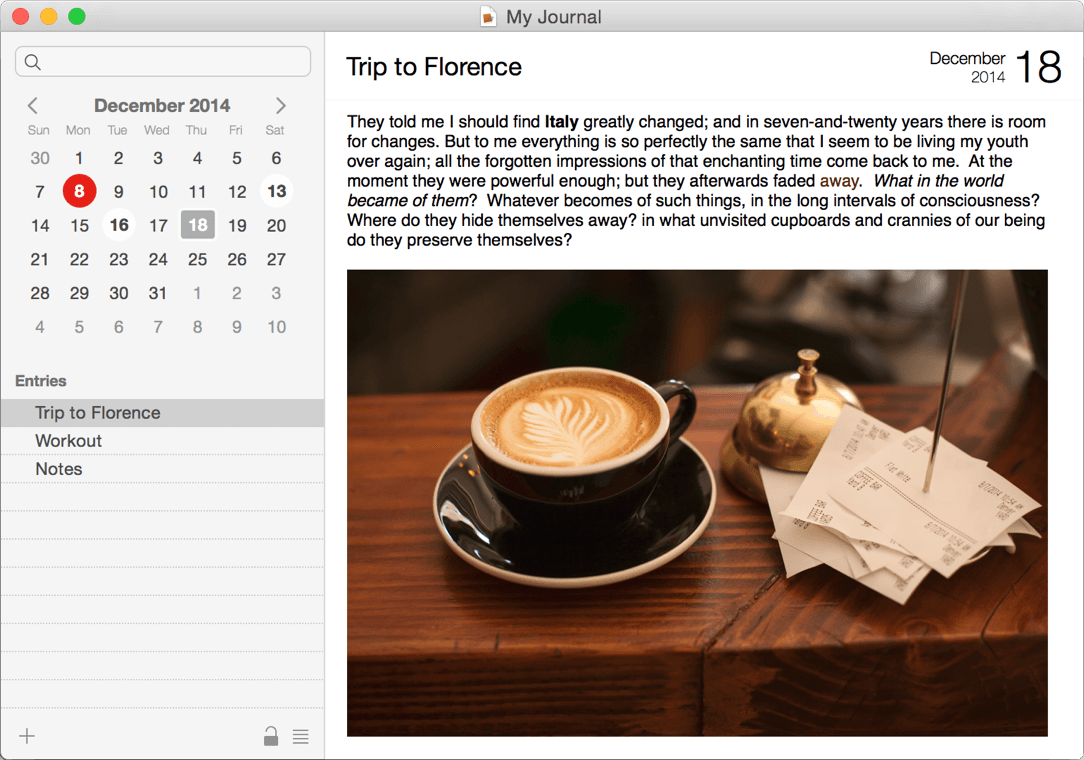 My Journal
December 2014
Sun Mon Tue Wed Thu Fri Sat
30 1 2 3 4 5 6
7 8 9 10 11 12 13
14 15 16 17 18 19 20
21 22 23 24 25 26 27
28 29 30 31 1 2 3
4 5 6 7 8 9 10
Entries
Trip to Florence
Workout
Notes
Trip to Florence
December
2014
18
They told me I should find Italy greatly changed; and in seven-and-twenty years there is room
for changes. But to me everything is so perfectly the same that I seem to be living my youth
over again; all the forgotten impressions of that enchanting time come back to me.  At the
moment they were powerful enough; but they afterwards faded away.  What in the world
became of them?  Whatever becomes of such things, in the long intervals of consciousness?
Where do they hide themselves away? in what unvisited cupboards and crannies of our being
do they preserve themselves?
Flat White
COFFEE BAR